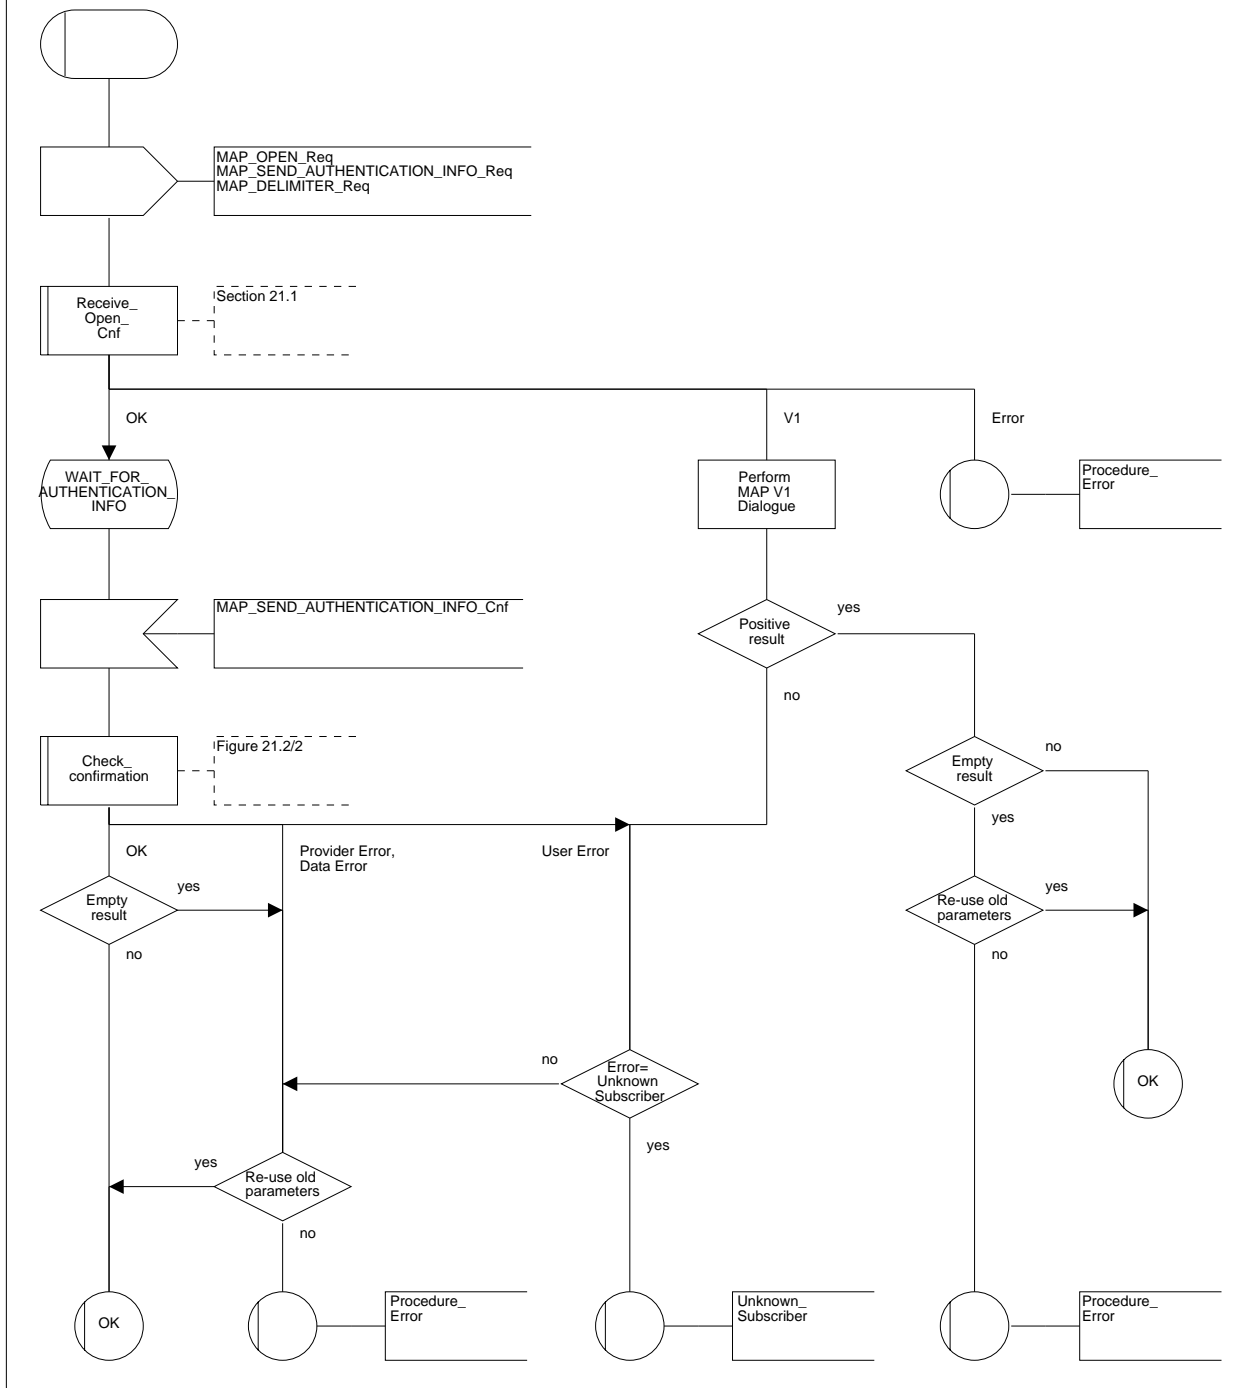 MAP_OPEN_Req
MAP_SEND_AUTHENTICATION_INFO_Req
MAP_DELIMITER_Req
Receive_
Open_
Cnf
Section 21.1
OK
V1
Error
WAIT_FOR_
AUTHENTICATION_
INFO
Perform
MAP V1
Dialogue
Procedure_
Error
MAP_SEND_AUTHENTICATION_INFO_Cnf
Positive
result
yes
no
Check_
confirmation
Figure 21.2/2
Empty
result
no
yes
OK
Provider Error,
Data Error
User Error
Empty
result
yes
no
Re-use old
parameters
yes
no
Error=
Unknown
Subscriber
no
yes
OK
Re-use old
parameters
yes
no
OK
Procedure_
Error
Unknown_
Subscriber
Procedure_
Error